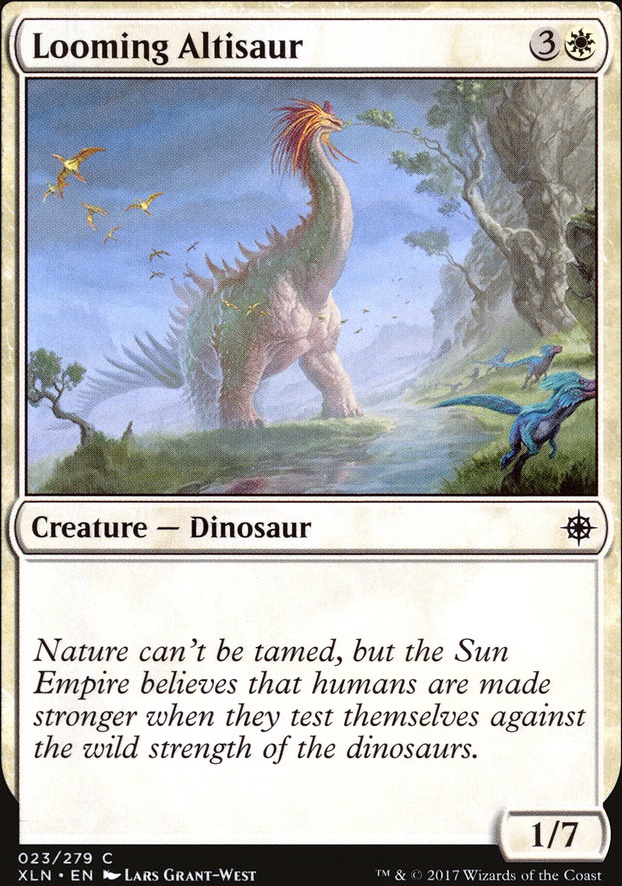 Looming Altisaur 3
Creature — Dinosaur
Nature can't be tamed, but the Sun
Empire believes that humans are made
stronger when they test themselves against
the wild strength of the dinosaurs.
1/7
023/279 C
XLN • EN Lars Grant-West
™ & © 2017 Wizards of the Coast